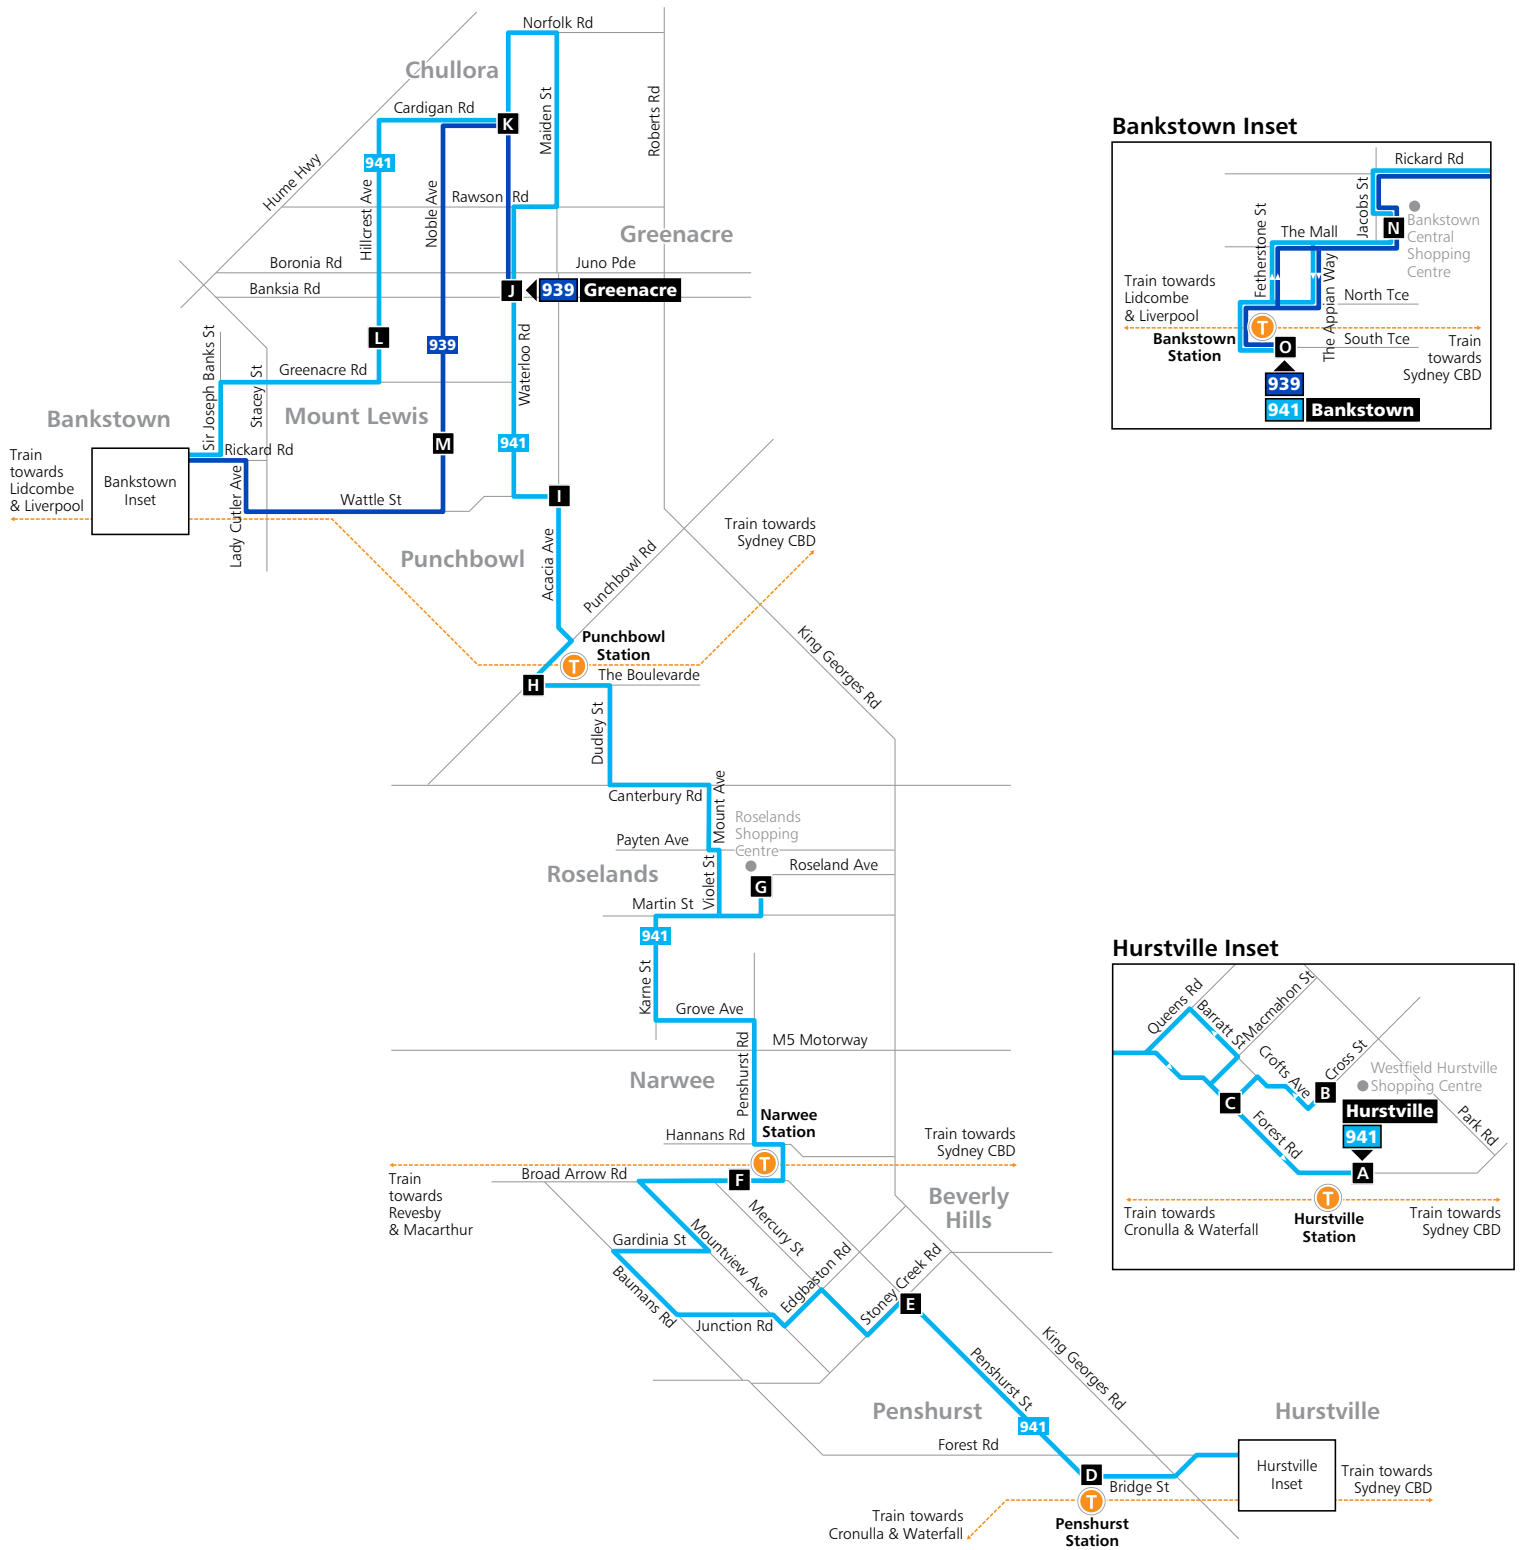 Norfolk Rd
Chullora
Cardigan Rd
K
Maiden St
Roberts Rd
941
Hume Hwy
Hillcrest Ave
Noble Ave
Rawson Rd
Greenacre
Boronia Rd
Juno Pde
Banksia Rd
J
939
Greenacre
L
939
Waterloo Rd
Sir Joseph Banks St
Stacey St
Greenacre Rd
Mount Lewis
Bankstown
M
941
Rickard Rd
Train
towards
Lidcombe
& Liverpool
Bankstown
Inset
Lady Cutler Ave
Wattle St
I
Punchbowl
Acacia Ave
Punchbowl Rd
Train towards
Sydney CBD
Punchbowl
Station
T
H
The Boulevarde
King Georges Rd
Dudley St
Canterbury Rd
Mount Ave
Roselands
Shopping
Centre
Payten Ave
Roselands
Violet St
G
Roseland Ave
Martin St
941
Karne St
Grove Ave
Penshurst Rd
M5 Motorway
Narwee
Narwee
Station
Hannans Rd
T
Train towards
Sydney CBD
Broad Arrow Rd
F
Train
towards
Revesby
& Macarthur
Mercury St
Beverly
Hills
Gardinia St
Mountview Ave
Edgbaston Rd
Stoney Creek Rd
Baumans Rd
Junction Rd
E
King Georges Rd
Penshurst St
Penshurst
Hurstville
941
Forest Rd
D
Bridge St
Hurstville
Inset
Train towards
Sydney CBD
T
Train towards
Cronulla & Waterfall
Penshurst
Station
Bankstown Inset
Rickard Rd
Jacobs St
Fetherstone St
The Mall
N
Bankstown
Central
Shopping
Centre
Train towards
Lidcombe
& Liverpool
The Appian Way
North Tce
T
Bankstown
Station
O
South Tce
Train
towards
Sydney CBD
939
941
Bankstown
Hurstville Inset
Queens Rd
Barratt St
Macmahon St
Crofts Ave
Cross St
Westfield Hurstville
Shopping Centre
B
C
Hurstville
941
Forest Rd
Park Rd
A
T
Train towards
Cronulla & Waterfall
Hurstville
Station
Train towards
Sydney CBD